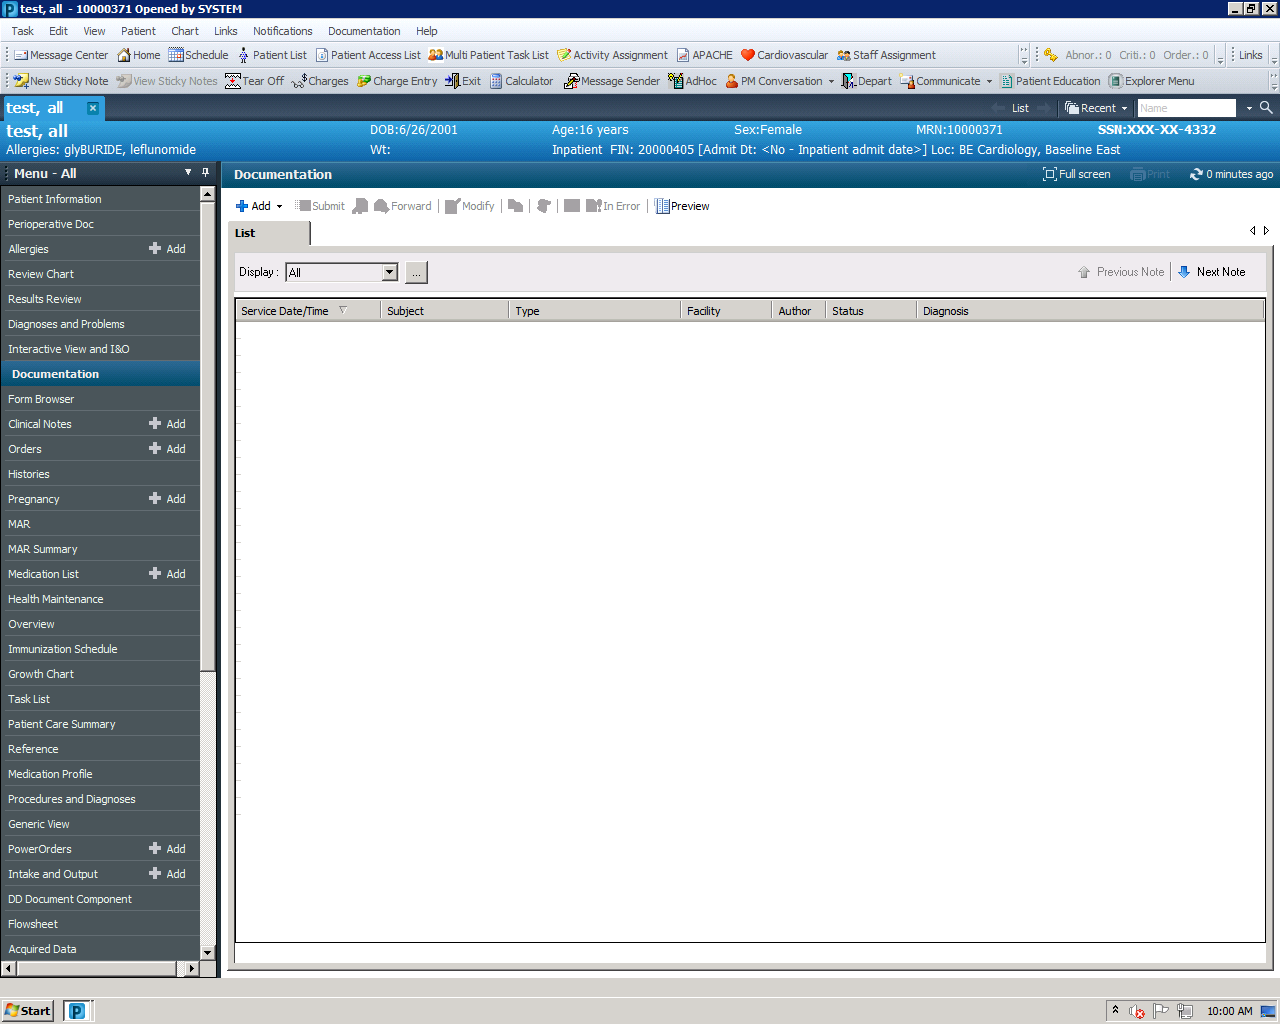 test, all - 10000371 Opened by SYSTEM
Task Edit View Patient Chart Links Notifications Documentation Help
Message Center Home Schedule Patient List Patient Access List Multi Patient Task List Activity Assignment APACHE Cardiovascular Staff Assignment Abnor.: 0 Criti.: 0 Order.: 0 Links
New Sticky Note View Sticky Notes Tear Off Charges Charge Entry Exit Calculator Message Sender AdHoc PM Conversation Depart Communicate Patient Education Explorer Menu
test, all List Recent Name
test, all DOB:6/26/2001 Age:16 years Sex:Female MRN:10000371 SSN:XXX-XX-4332
Allergies: glyBURIDE, leflunomide Wt: Inpatient FIN: 20000405 [Admit Dt: <No - Inpatient admit date>] Loc: BE Cardiology, Baseline East
Menu - All
Documentation Full screen Print 0 minutes ago
Patient Information
Perioperative Doc
Allergies Add
Review Chart
Results Review
Diagnoses and Problems
Interactive View and I&O
Documentation
Form Browser
Clinical Notes Add
Orders Add
Histories
Pregnancy Add
MAR
MAR Summary
Medication List Add
Health Maintenance
Overview
Immunization Schedule
Growth Chart
Task List
Patient Care Summary
Reference
Medication Profile
Procedures and Diagnoses
Generic View
PowerOrders Add
Intake and Output Add
DD Document Component
Flowsheet
Acquired Data
Add Submit Forward Modify In Error Preview
List
Display : All ... Previous Note Next Note
Service Date/Time Subject Type Facility Author Status Diagnosis
Start 10:00 AM